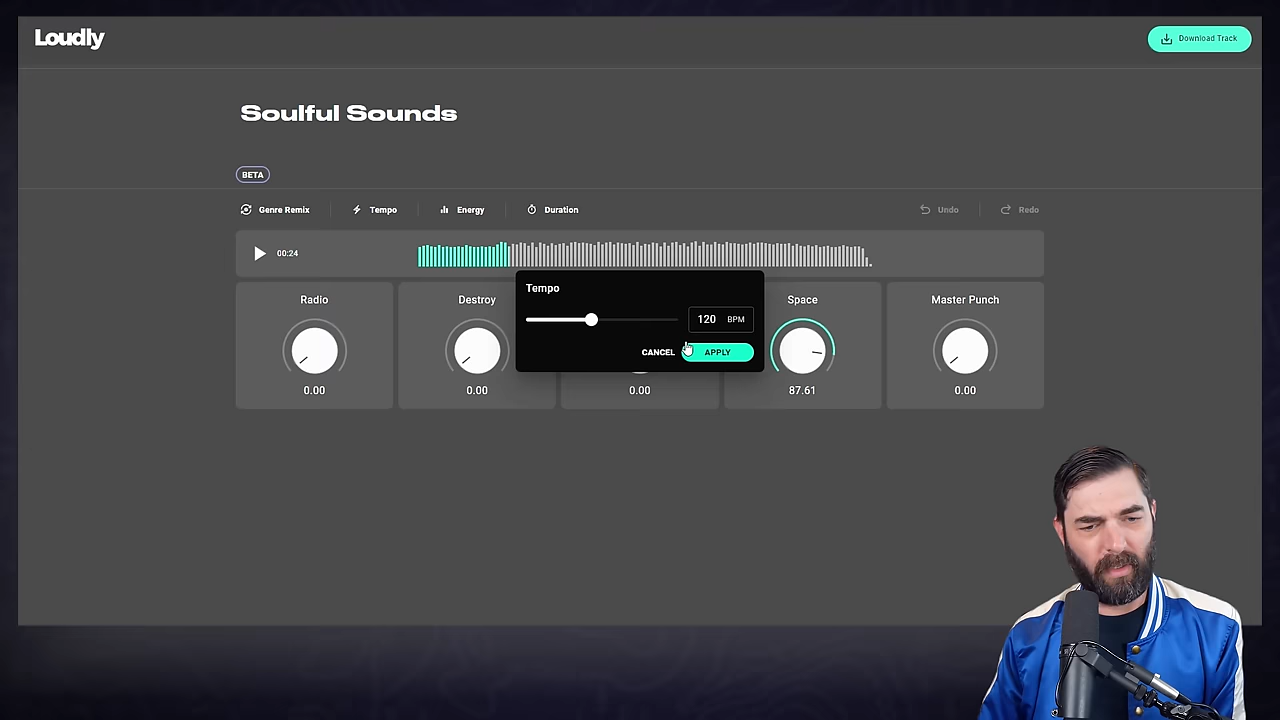 Loudly
Download Track
Soulful Sounds
BETA
Genre Remix
Tempo
Energy
Duration
Undo
Redo
00:24
Tempo
120 BPM
CANCEL
APPLY
Radio
0.00
Destroy
0.00
0.00
Space
87.61
Master Punch
0.00